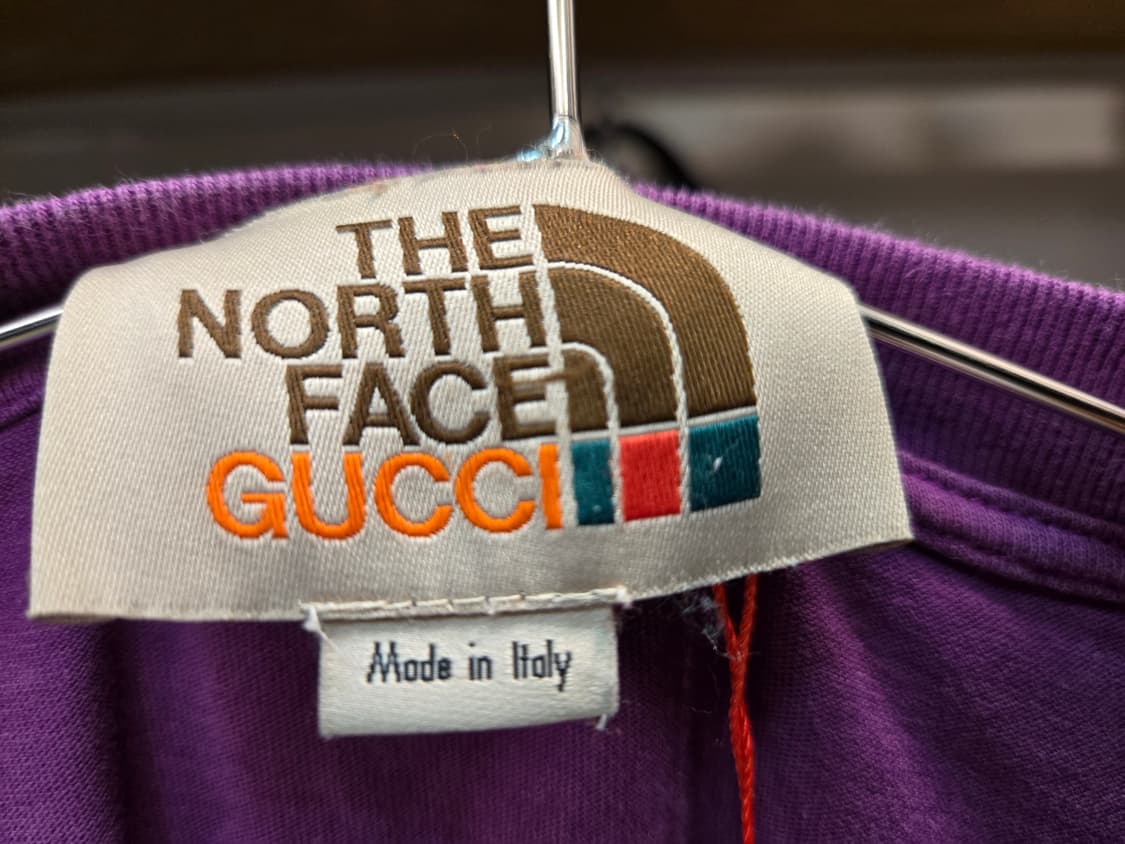 THE
NORTH
FACE
GUCCI
Made in Italy